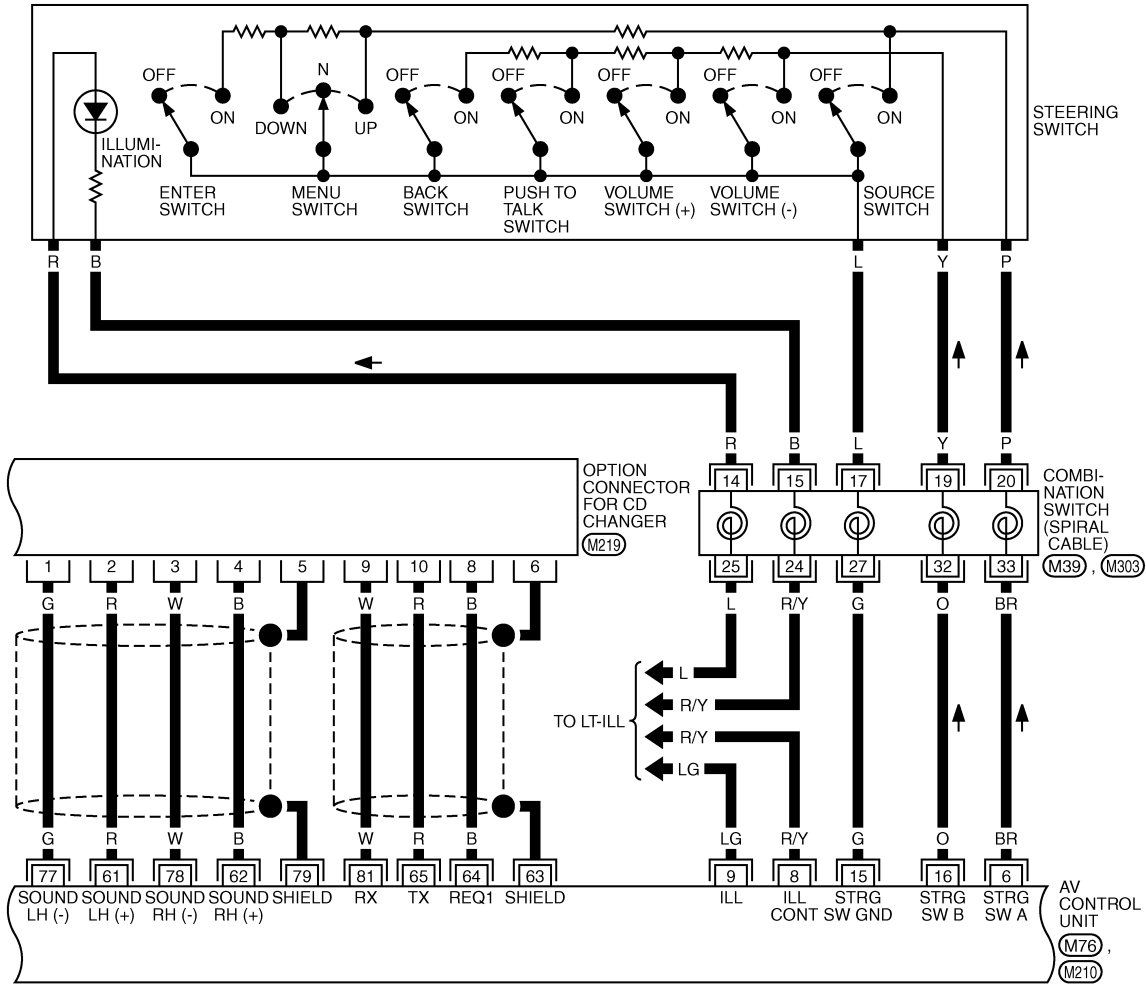 OFF
ON
N
DOWN
UP
OFF
ON
OFF
ON
OFF
ON
OFF
ON
OFF
ON
STEERING
SWITCH
ILLUMI-
NATION
ENTER
SWITCH
MENU
SWITCH
BACK
SWITCH
PUSH TO
TALK
SWITCH
VOLUME
SWITCH (+)
VOLUME
SWITCH (-)
SOURCE
SWITCH
R B L Y P
R B L Y P
14 15 17 19 20
COMBI-
NATION
SWITCH
(SPIRAL
CABLE)
M39 , M303
OPTION
CONNECTOR
FOR CD
CHANGER
M219
1 2 3 4 5 9 10 8 6
25 24 27 32 33
G R W B W R B
L R/Y G O BR
TO LT-ILL
L
R/Y
R/Y
LG
G R W B W R B
LG R/Y G O BR
77 61 78 62 79 81 65 64 63
9 8 15 16 6
SOUND
LH (-)
SOUND
LH (+)
SOUND
RH (-)
SOUND
RH (+)
SHIELD
RX
TX
REQ1
SHIELD
ILL
ILL
CONT
STRG
SW GND
STRG
SW B
STRG
SW A
AV
CONTROL
UNIT
M76 ,
M210